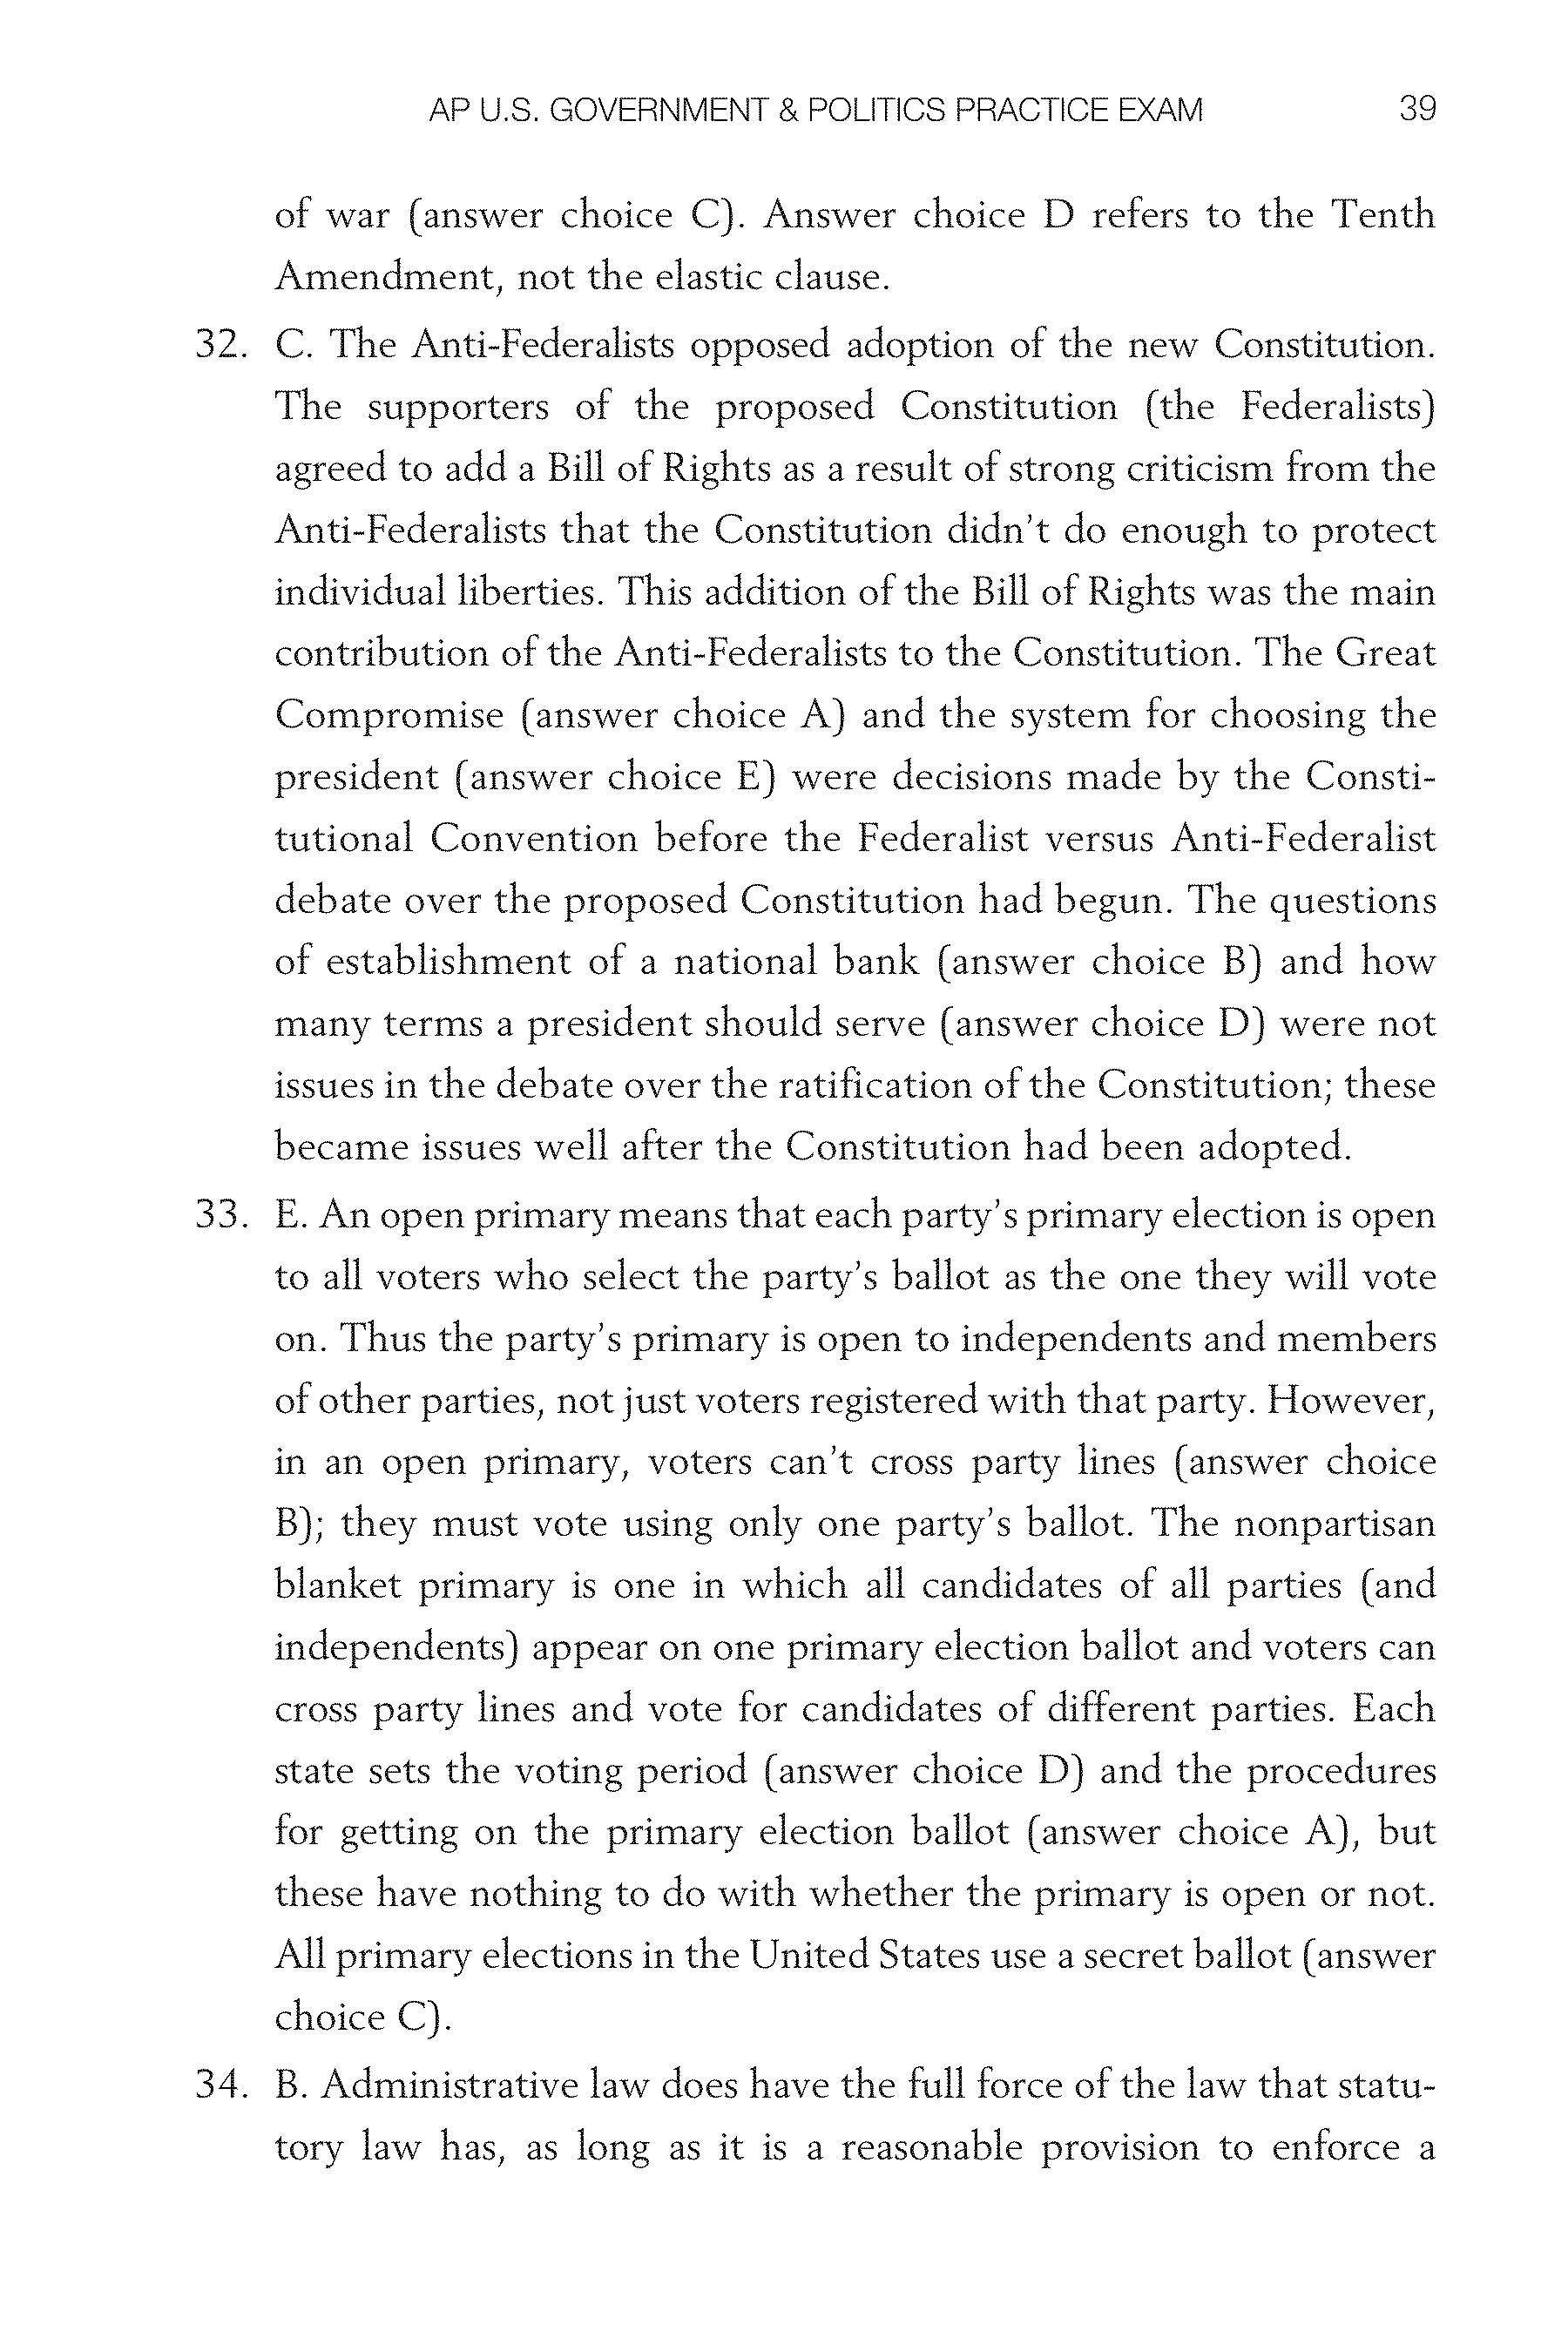 AP U.S. GOVERNMENT & POLITICS PRACTICE EXAM 39
of war (answer choice C). Answer choice D refers to the Tenth
Amendment, not the elastic clause.
32. C. The Anti-Federalists opposed adoption of the new Constitution.
The supporters of the proposed Constitution (the Federalists)
agreed to add a Bill of Rights as a result of strong criticism from the
Anti-Federalists that the Constitution didn’t do enough to protect
individual liberties. This addition of the Bill of Rights was the main
contribution of the Anti-Federalists to the Constitution. The Great
Compromise (answer choice A) and the system for choosing the
president (answer choice E) were decisions made by the Consti-
tutional Convention before the Federalist versus Anti-Federalist
debate over the proposed Constitution had begun. The questions
of establishment of a national bank (answer choice B) and how
many terms a president should serve (answer choice D) were not
issues in the debate over the ratification of the Constitution; these
became issues well after the Constitution had been adopted.
33. E. An open primary means that each party’s primary election is open
to all voters who select the party’s ballot as the one they will vote
on. Thus the party’s primary is open to independents and members
of other parties, not just voters registered with that party. However,
in an open primary, voters can’t cross party lines (answer choice
B); they must vote using only one party’s ballot. The nonpartisan
blanket primary is one in which all candidates of all parties (and
independents) appear on one primary election ballot and voters can
cross party lines and vote for candidates of different parties. Each
state sets the voting period (answer choice D) and the procedures
for getting on the primary election ballot (answer choice A), but
these have nothing to do with whether the primary is open or not.
All primary elections in the United States use a secret ballot (answer
choice C).
34. B. Administrative law does have the full force of the law that statu-
tory law has, as long as it is a reasonable provision to enforce a